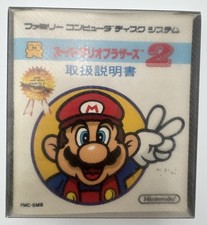 ファミリー コンピュータ ディスク システム
スーパーマリオブラザーズ 2
取扱説明書
FMC-SMB
Nintendo